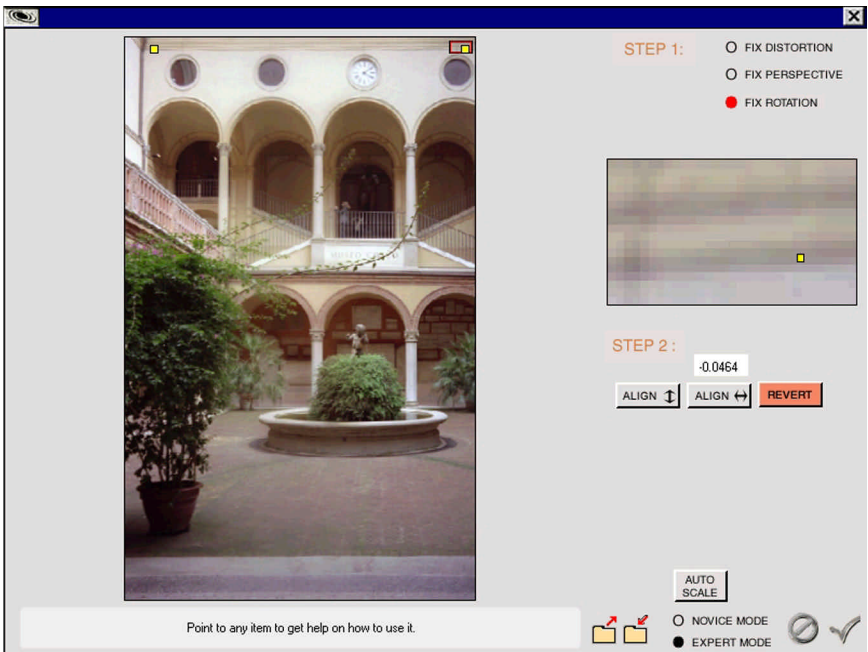 STEP 1:
FIX DISTORTION
FIX PERSPECTIVE
FIX ROTATION
STEP 2 :
-0.0464
ALIGN
ALIGN
REVERT
AUTO
SCALE
Point to any item to get help on how to use it.
NOVICE MODE
EXPERT MODE